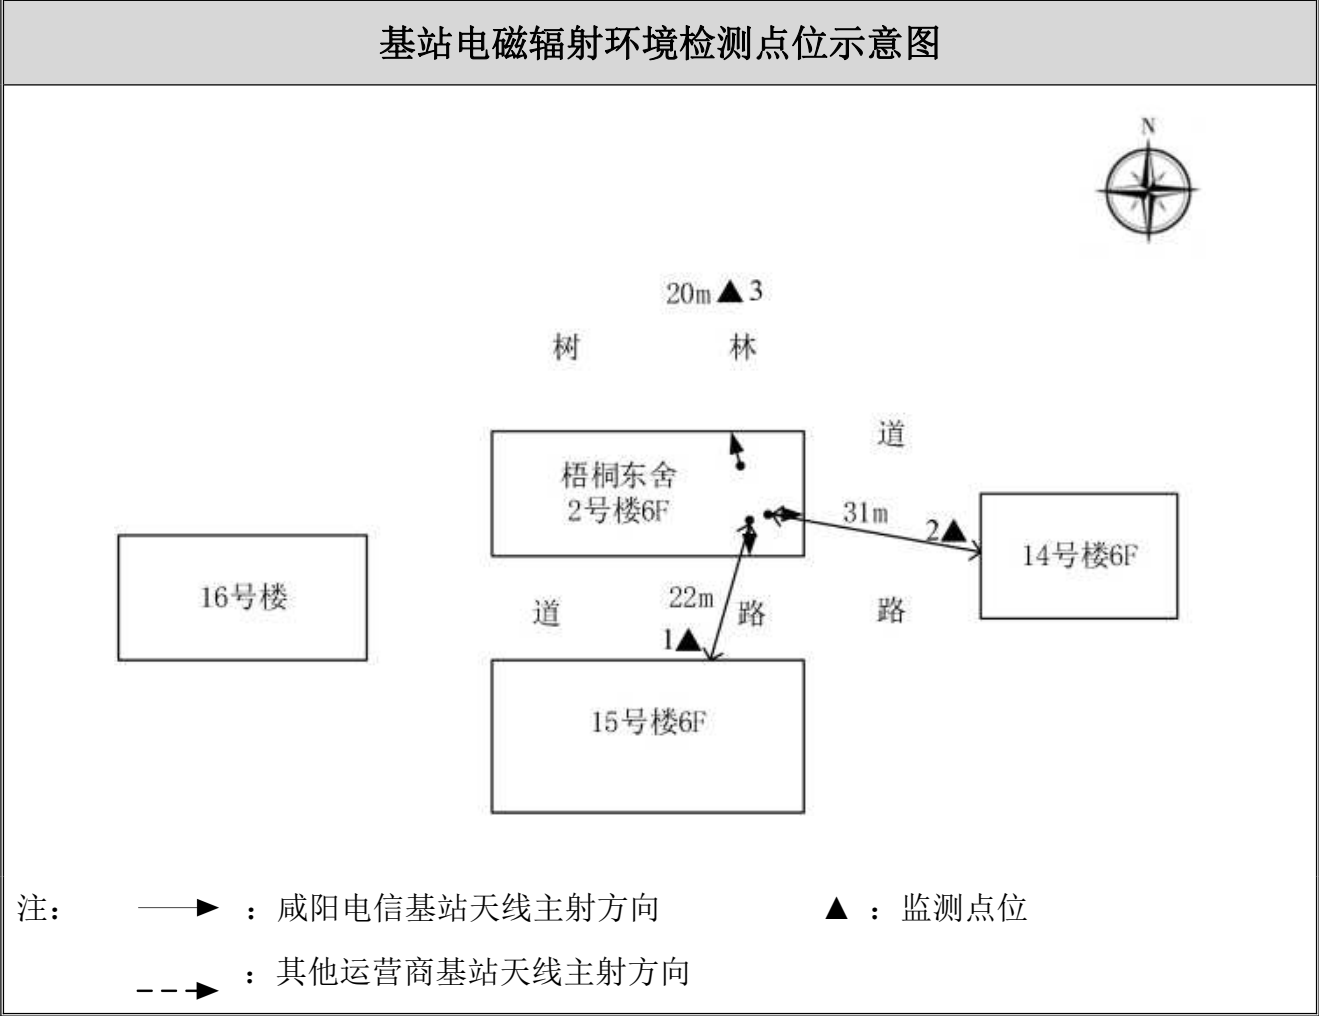 基站电磁辐射环境检测点位示意图
N
20m▲3
树 林
道
梧桐东舍
2号楼6F
31m
2▲
14号楼6F
16号楼
22m
道 路 路
1▲
15号楼6F
注： ：咸阳电信基站天线主射方向 ▲：监测点位
：其他运营商基站天线主射方向